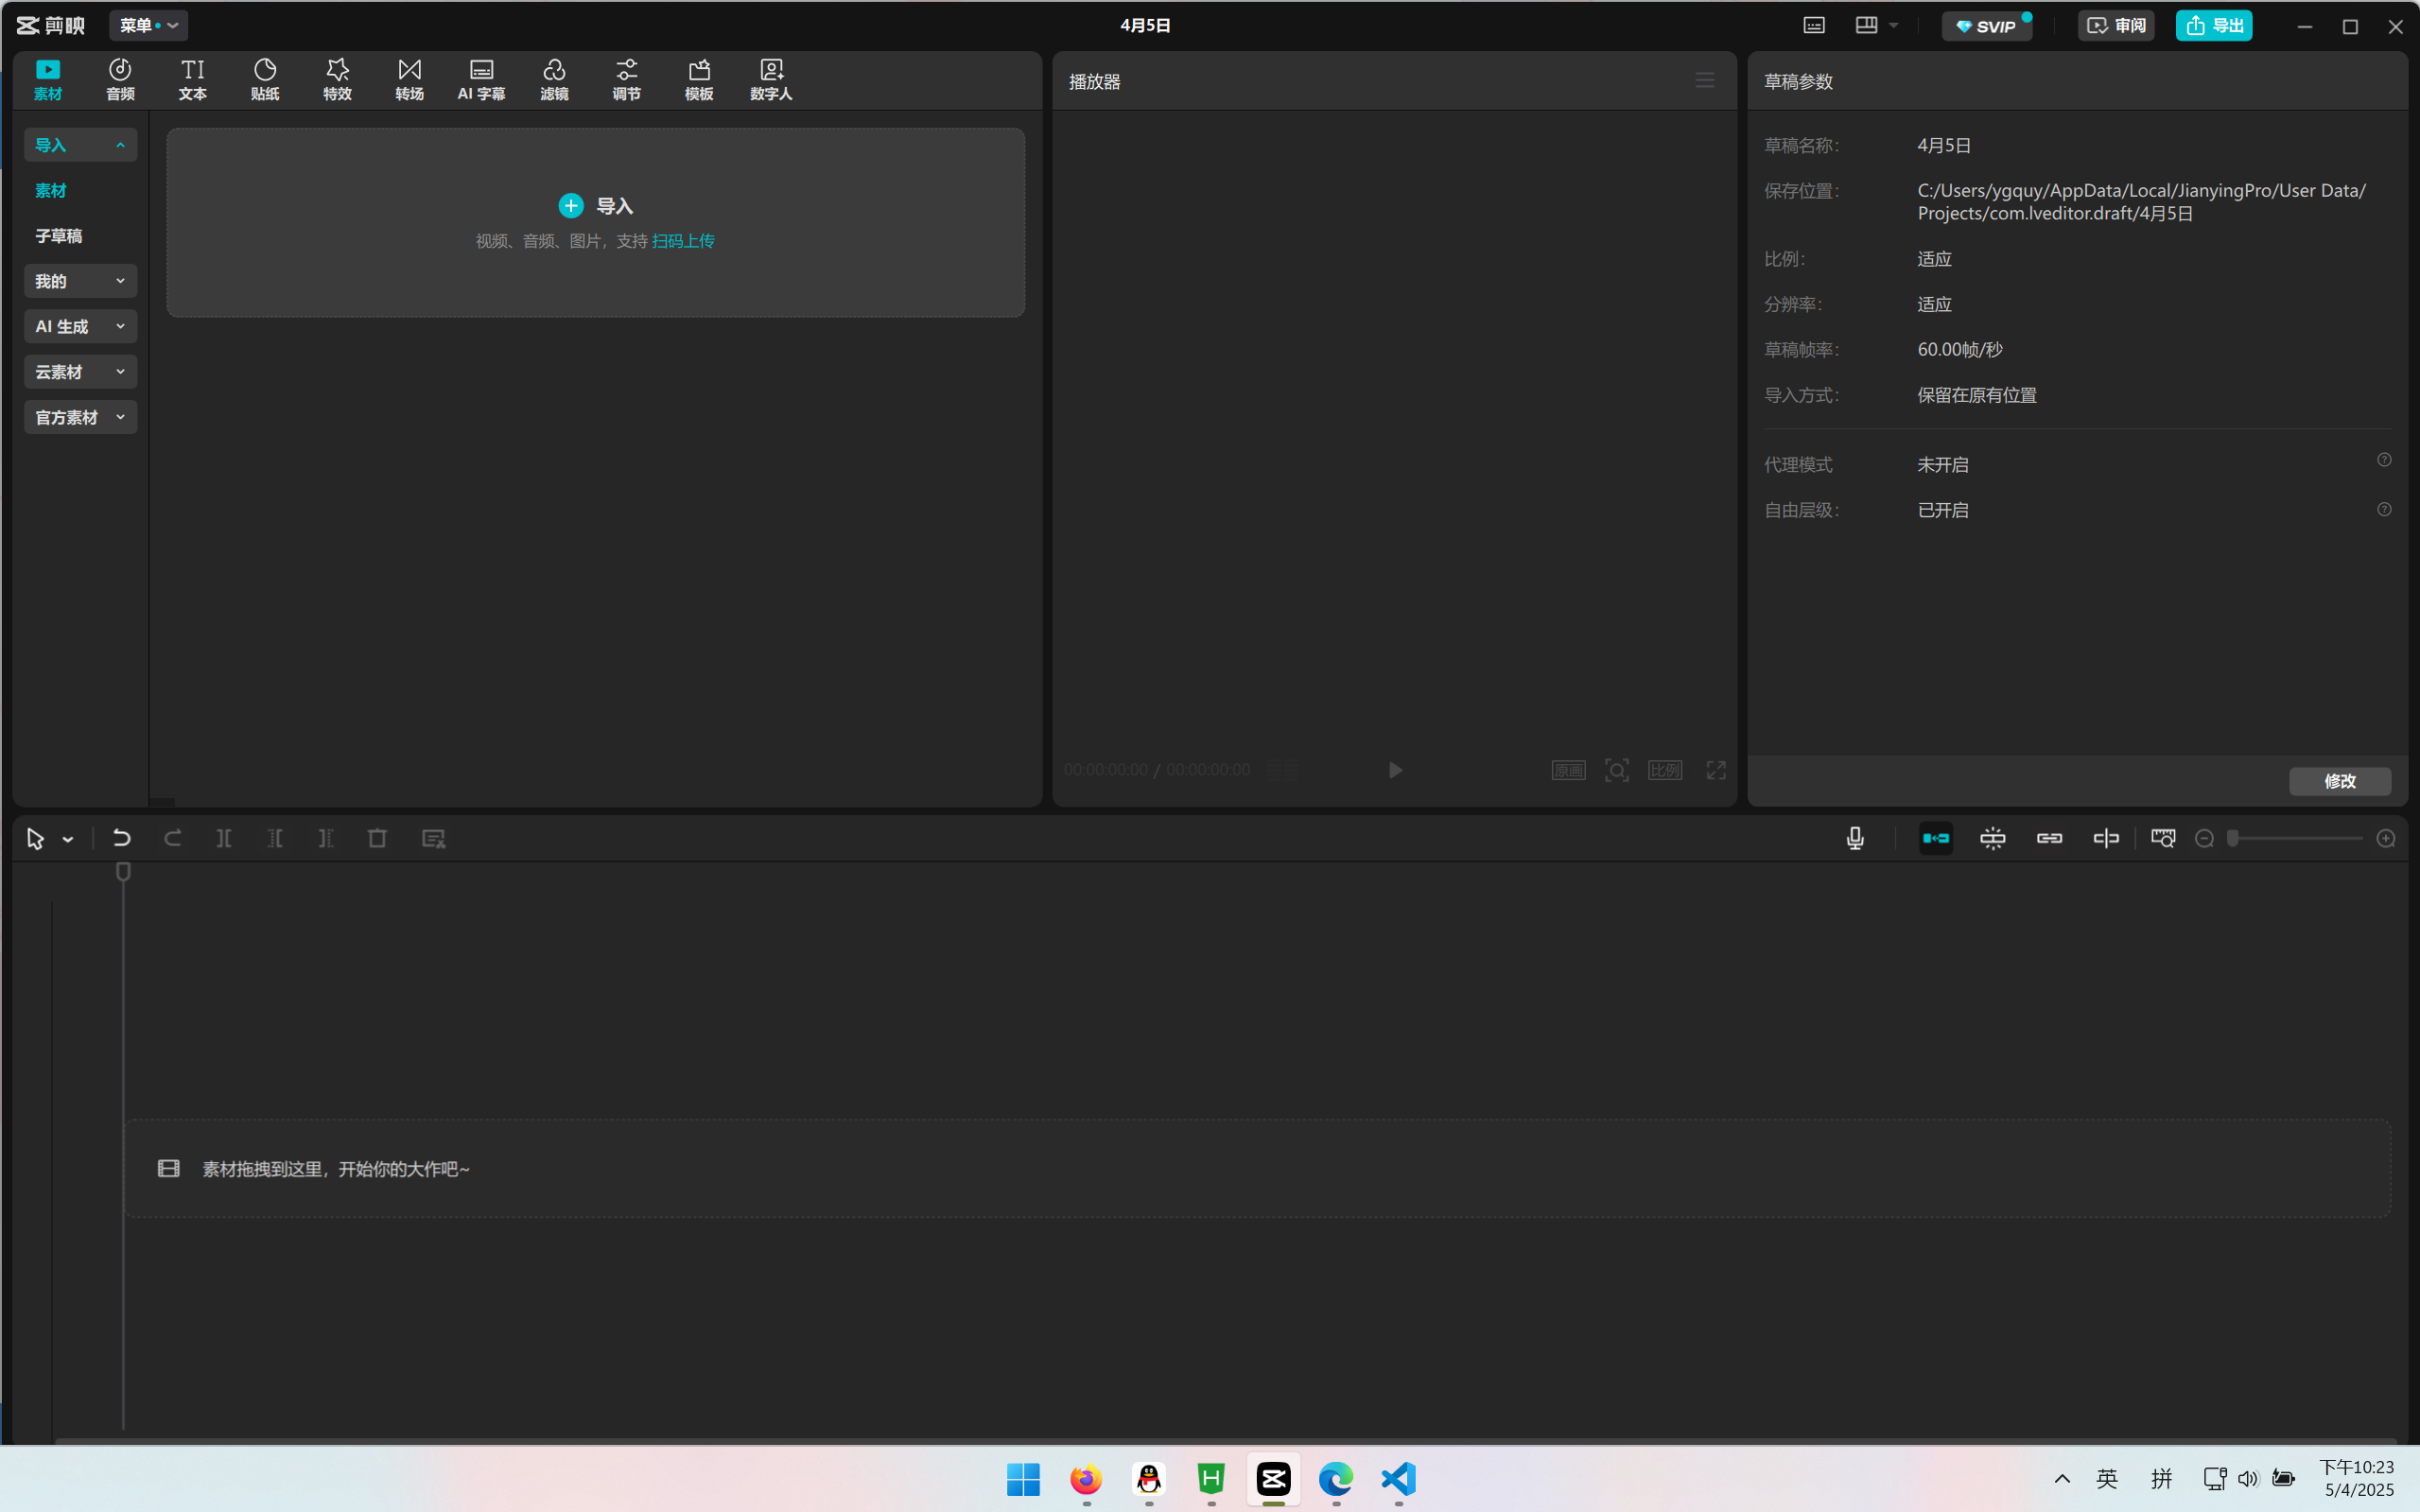 剪映
菜单
4月5日
SVIP
审阅
导出
素材
音频
文本
贴纸
特效
转场
AI 字幕
滤镜
调节
模板
数字人
导入
素材
子草稿
我的
AI 生成
云素材
官方素材
导入
视频、音频、图片，支持 扫码上传
播放器
00:00:00:00 / 00:00:00:00
原画
比例
草稿参数
草稿名称： 4月5日
保存位置： C:/Users/ygquy/AppData/Local/JianyingPro/User Data/
Projects/com.lveditor.draft/4月5日
比例： 适应
分辨率： 适应
草稿帧率： 60.00帧/秒
导入方式： 保留在原有位置
代理模式 未开启
自由层级： 已开启
修改
素材拖拽到这里，开始你的大作吧~
英
拼
下午10:23
5/4/2025